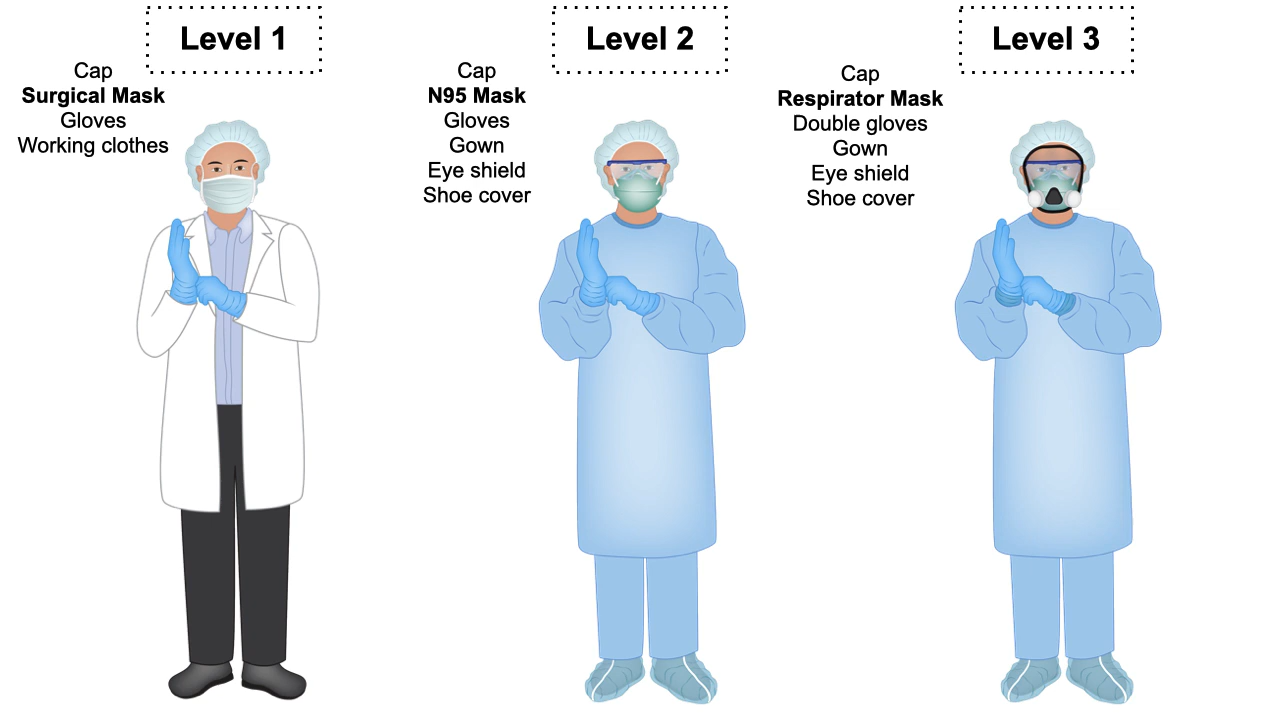 Level 1
Cap
Surgical Mask
Gloves
Working clothes
Level 2
Cap
N95 Mask
Gloves
Gown
Eye shield
Shoe cover
Level 3
Cap
Respirator Mask
Double gloves
Gown
Eye shield
Shoe cover